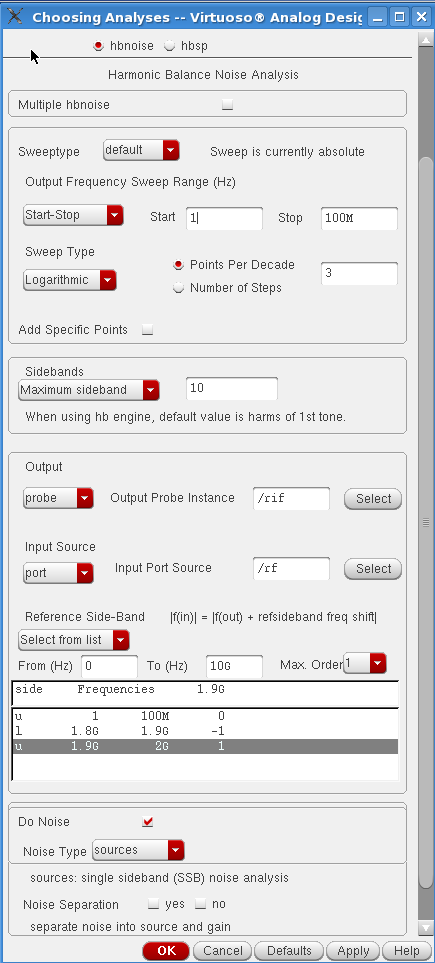 Choosing Analyses -- Virtuoso® Analog Desig
hbnoise hbsp
Harmonic Balance Noise Analysis
Multiple hbnoise
Sweeptype default Sweep is currently absolute
Output Frequency Sweep Range (Hz)
Start-Stop Start 1 Stop 100M
Sweep Type
Logarithmic
Points Per Decade
Number of Steps
3
Add Specific Points
Sidebands
Maximum sideband 10
When using hb engine, default value is harms of 1st tone.
Output
probe Output Probe Instance /rif Select
Input Source
port Input Port Source /rf Select
Reference Side-Band |f(in)| = |f(out) + refsideband freq shift|
Select from list
From (Hz) 0 To (Hz) 10G Max. Order 1
side Frequencies 1.9G
u 1 100M 0
l 1.8G 1.9G -1
u 1.9G 2G 1
Do Noise
Noise Type sources
sources: single sideband (SSB) noise analysis
Noise Separation yes no
separate noise into source and gain
OK Cancel Defaults Apply Help